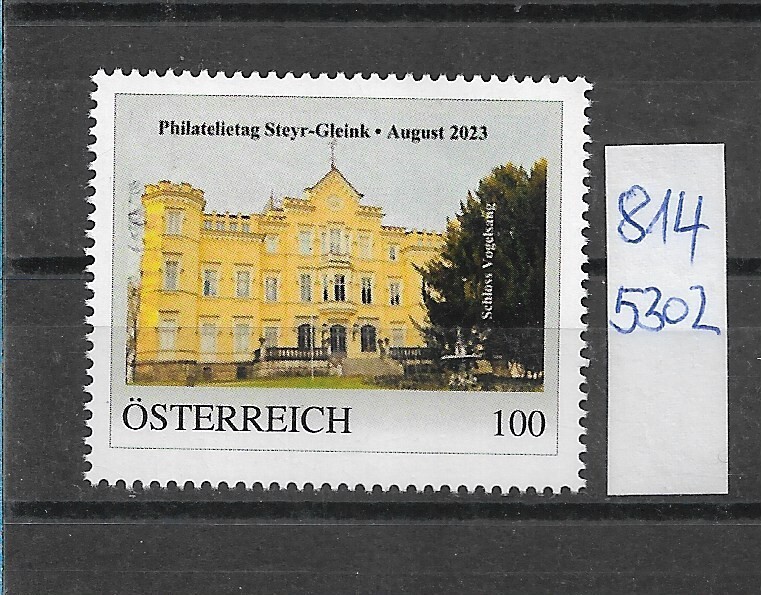 Philatelietag Steyr-Gleink • August 2023
Schloss Vogelsang
ÖSTERREICH 100
814
5302